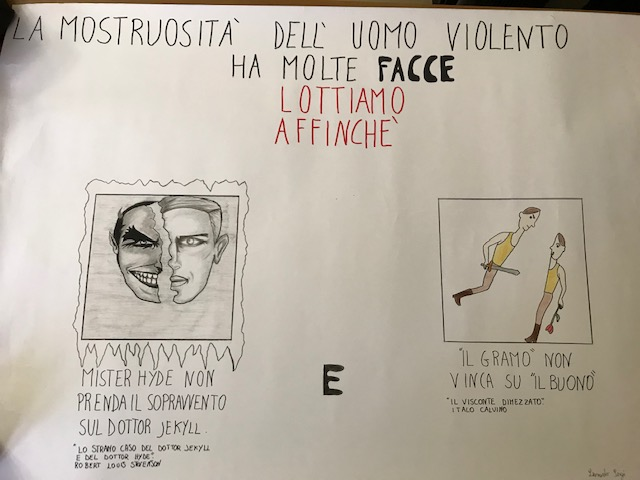 LA MOSTRUOSITÀ DELL' UOMO VIOLENTO
HA MOLTE FACCE
LOTTIAMO
AFFINCHÈ
MISTER HYDE NON
PRENDA IL SOPRAVVENTO
SUL DOTTOR JEKYLL.
"LO STRANO CASO DEL DOTTOR JEKYLL
E DEL DOTTOR HYDE"
ROBERT LOUIS STEVENSON
E
"IL GRAMO" NON
VINCA SU "IL BUONO"
"IL VISCONTE DIMEZZATO"
ITALO CALVINO